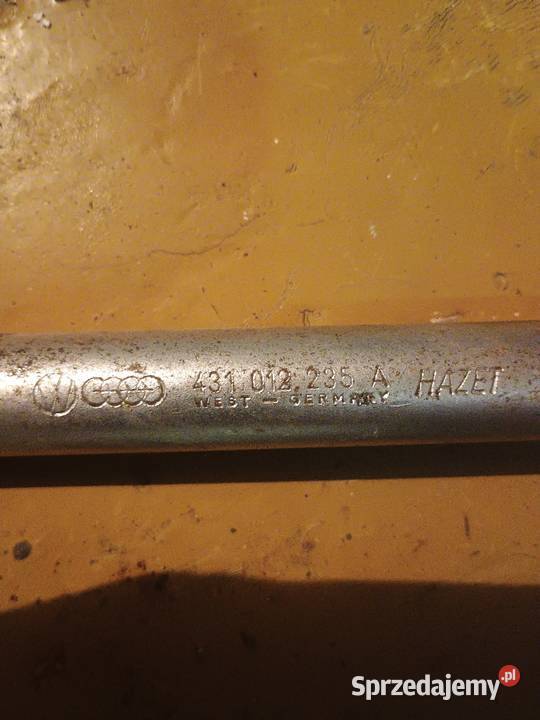 431 012 235 A HAZET
WEST - GERMANY
Sprzedajemy.pl